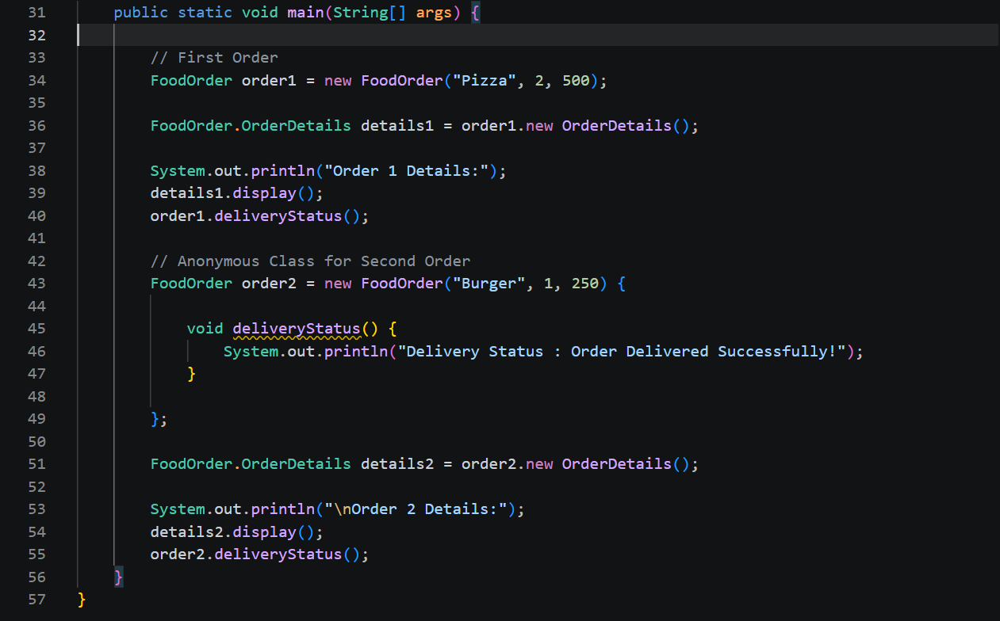 31 public static void main(String[] args) {
32
33 // First Order
34 FoodOrder order1 = new FoodOrder("Pizza", 2, 500);
35
36 FoodOrder.OrderDetails details1 = order1.new OrderDetails();
37
38 System.out.println("Order 1 Details:");
39 details1.display();
40 order1.deliveryStatus();
41
42 // Anonymous Class for Second Order
43 FoodOrder order2 = new FoodOrder("Burger", 1, 250) {
44
45 void deliveryStatus() {
46 System.out.println("Delivery Status : Order Delivered Successfully!");
47 }
48
49 };
50
51 FoodOrder.OrderDetails details2 = order2.new OrderDetails();
52
53 System.out.println("\nOrder 2 Details:");
54 details2.display();
55 order2.deliveryStatus();
56 }
57 }